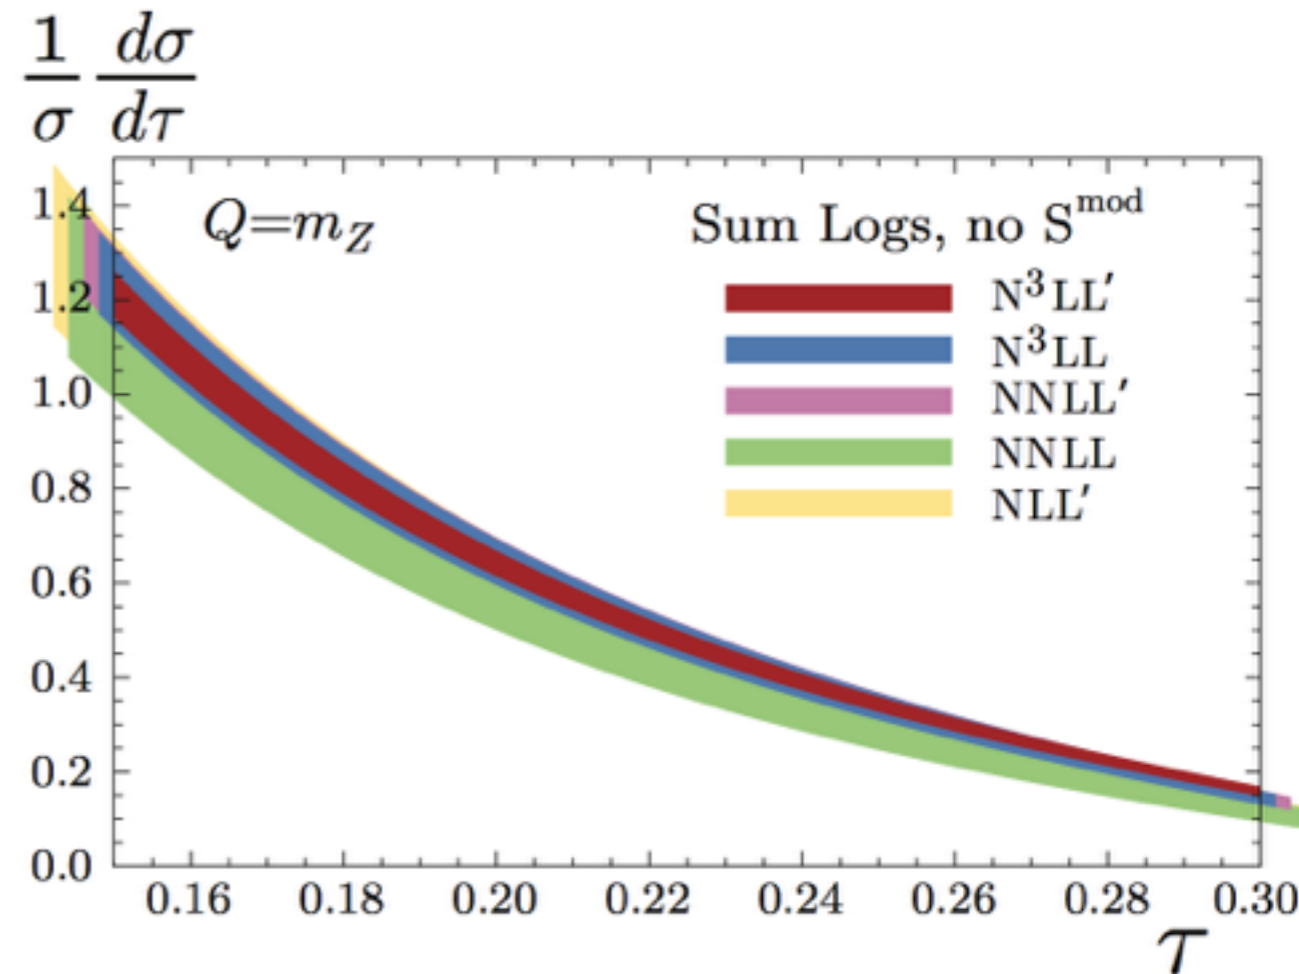 1/σ dσ/dτ
Q=m_Z
Sum Logs, no S^mod
N³LL′
N³LL
NNLL′
NNLL
NLL′
1.4
1.2
1.0
0.8
0.6
0.4
0.2
0.0
0.16 0.18 0.20 0.22 0.24 0.26 0.28 0.30
τ